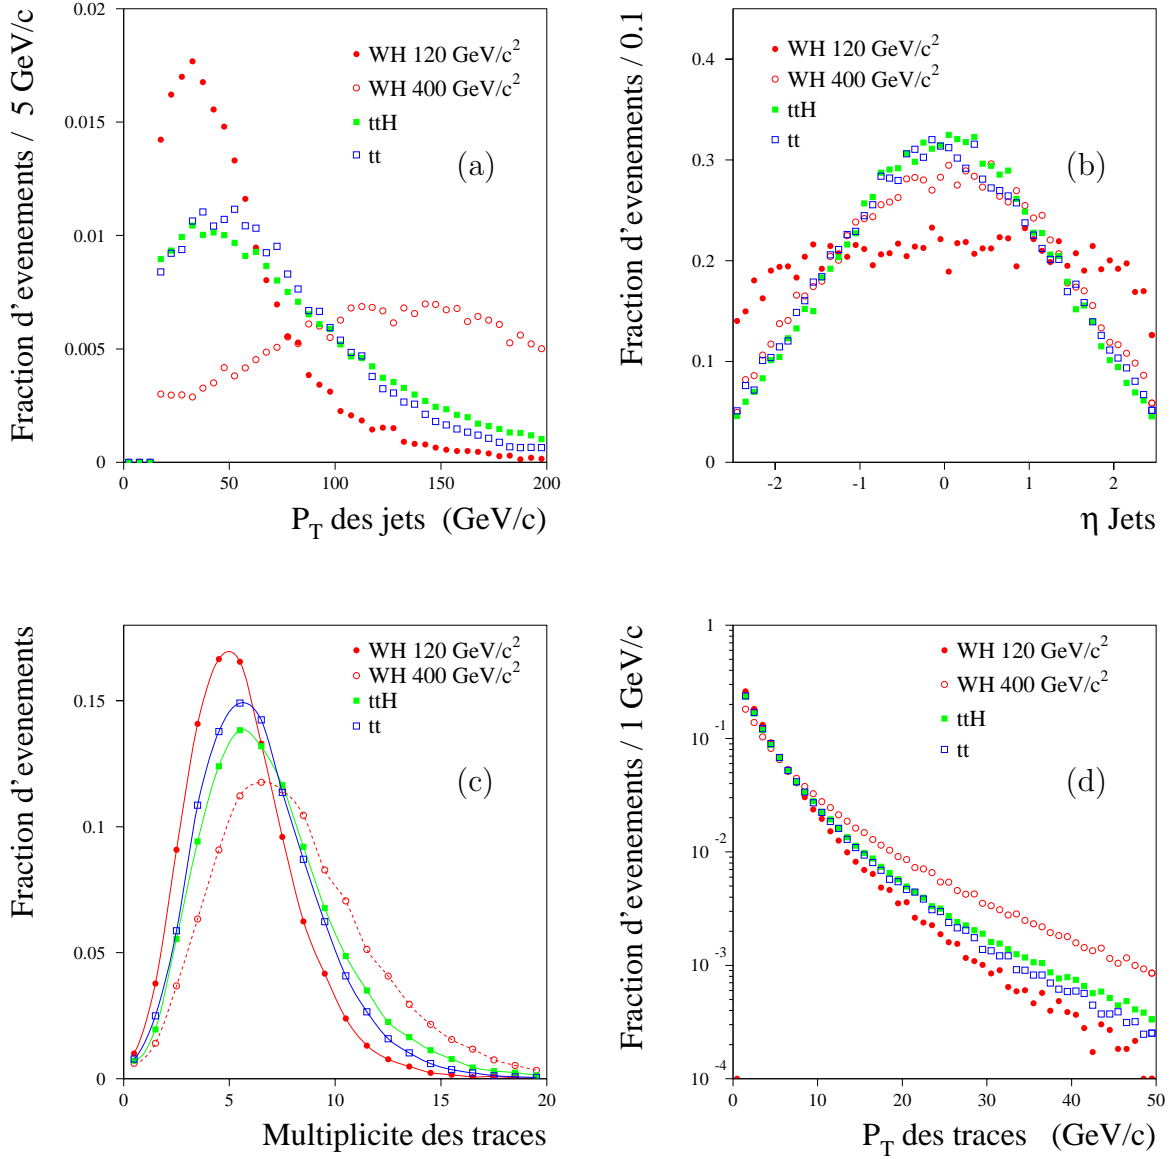 Fraction d'evenements / 5 GeV/c
0.02
0.015
0.01
0.005
0
WH 120 GeV/c²
WH 400 GeV/c²
ttH
tt
(a)
0 50 100 150 200
P_T des jets (GeV/c)
Fraction d'evenements / 0.1
0.4
0.3
0.2
0.1
0
WH 120 GeV/c²
WH 400 GeV/c²
ttH
tt
(b)
-2 -1 0 1 2
η Jets
Fraction d'evenements
0.15
0.1
0.05
0
WH 120 GeV/c²
WH 400 GeV/c²
ttH
tt
(c)
0 5 10 15 20
Multiplicite des traces
Fraction d'evenements / 1 GeV/c
1
10⁻¹
10⁻²
10⁻³
10⁻⁴
WH 120 GeV/c²
WH 400 GeV/c²
ttH
tt
(d)
0 10 20 30 40 50
P_T des traces (GeV/c)